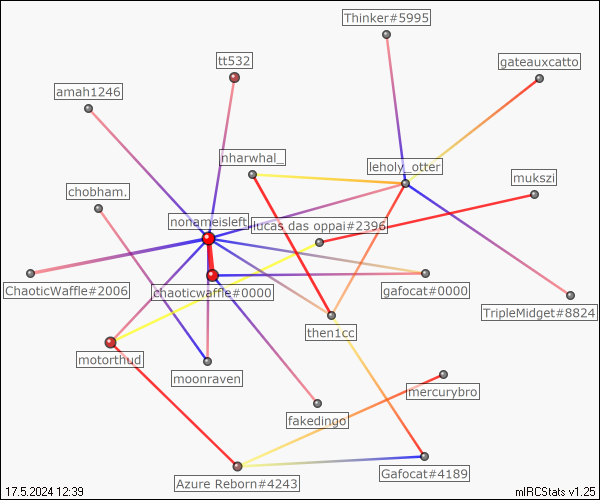 Thinker#5995
tt532
gateauxcatto
amah1246
nharwhal_
leholy_otter
mukszi
chobham.
nonameisleft
lucas das oppai#2396
ChaoticWaffle#2006
chaoticwaffle#0000
gafocat#0000
TripleMidget#8824
then1cc
motorthud
moonraven
mercurybro
fakedingo
Azure Reborn#4243
Gafocat#4189
17.5.2024 12:39
mIRCStats v1.25